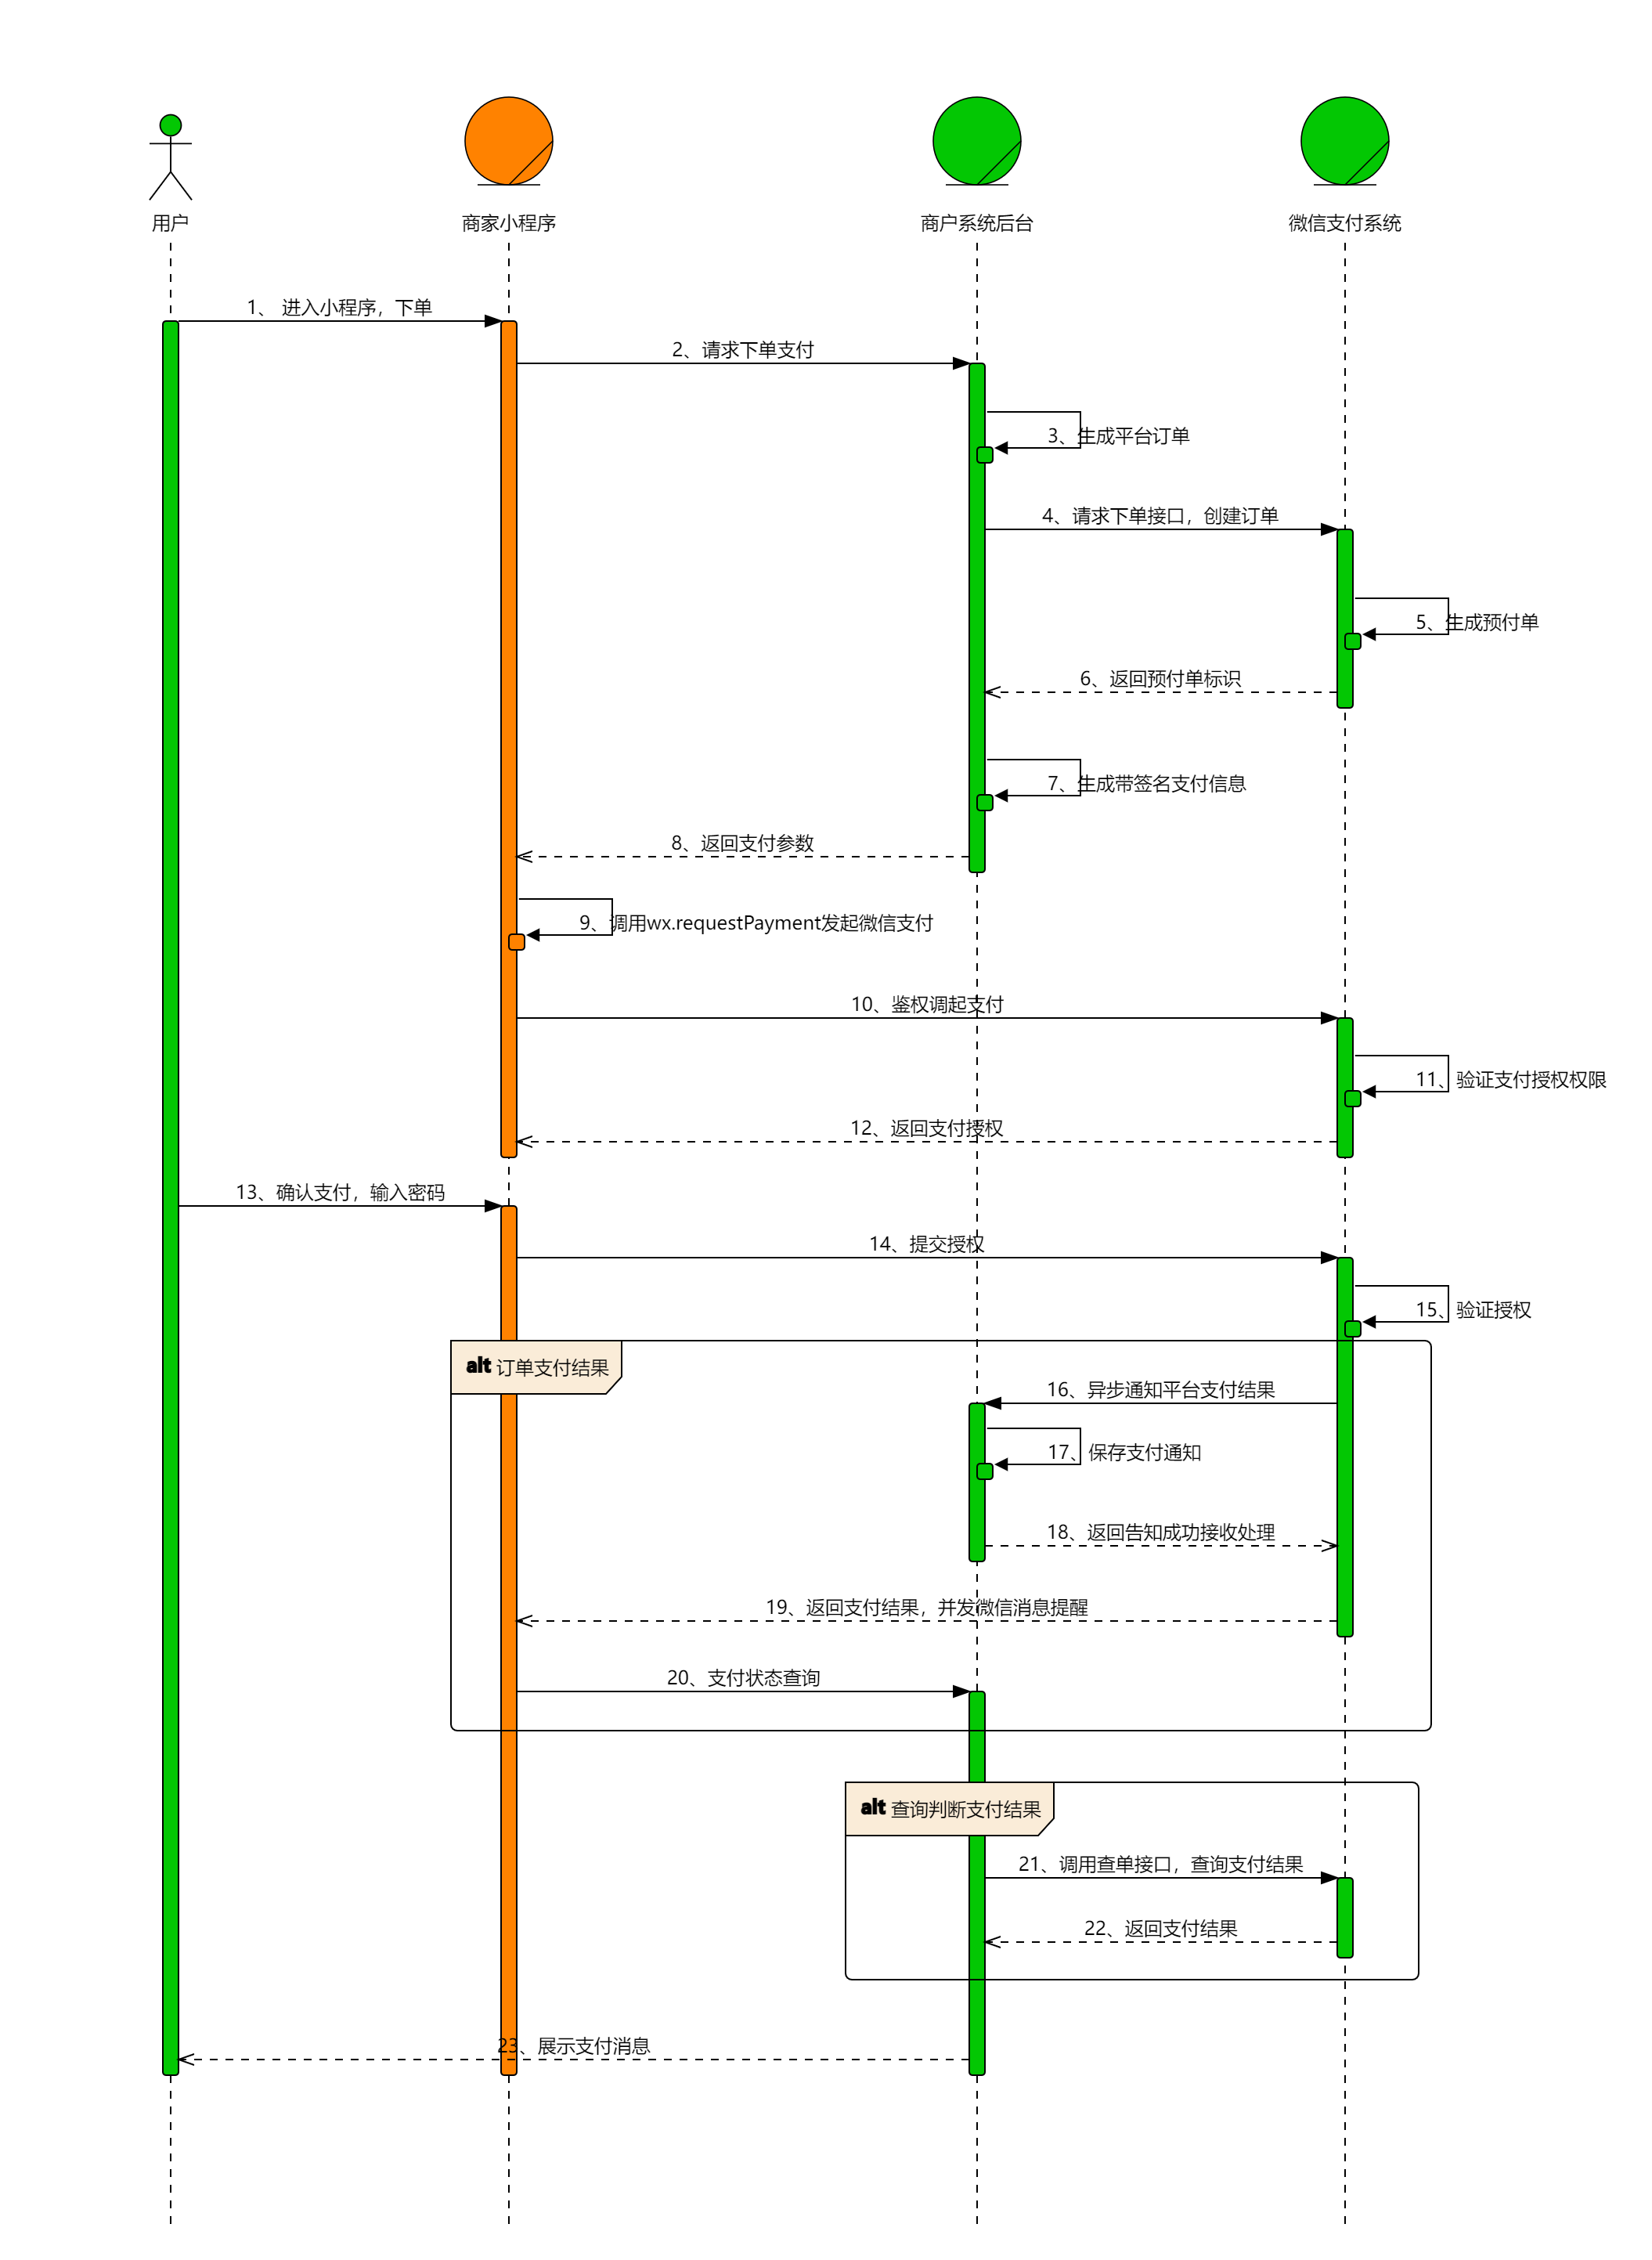 用户
商家小程序
商户系统后台
微信支付系统
1、 进入小程序，下单
2、请求下单支付
3、生成平台订单
4、请求下单接口，创建订单
5、生成预付单
6、返回预付单标识
7、生成带签名支付信息
8、返回支付参数
9、调用wx.requestPayment发起微信支付
10、鉴权调起支付
11、验证支付授权权限
12、返回支付授权
13、确认支付，输入密码
14、提交授权
15、验证授权
alt 订单支付结果
16、异步通知平台支付结果
17、保存支付通知
18、返回告知成功接收处理
19、返回支付结果，并发微信消息提醒
20、支付状态查询
alt 查询判断支付结果
21、调用查单接口，查询支付结果
22、返回支付结果
23、展示支付消息